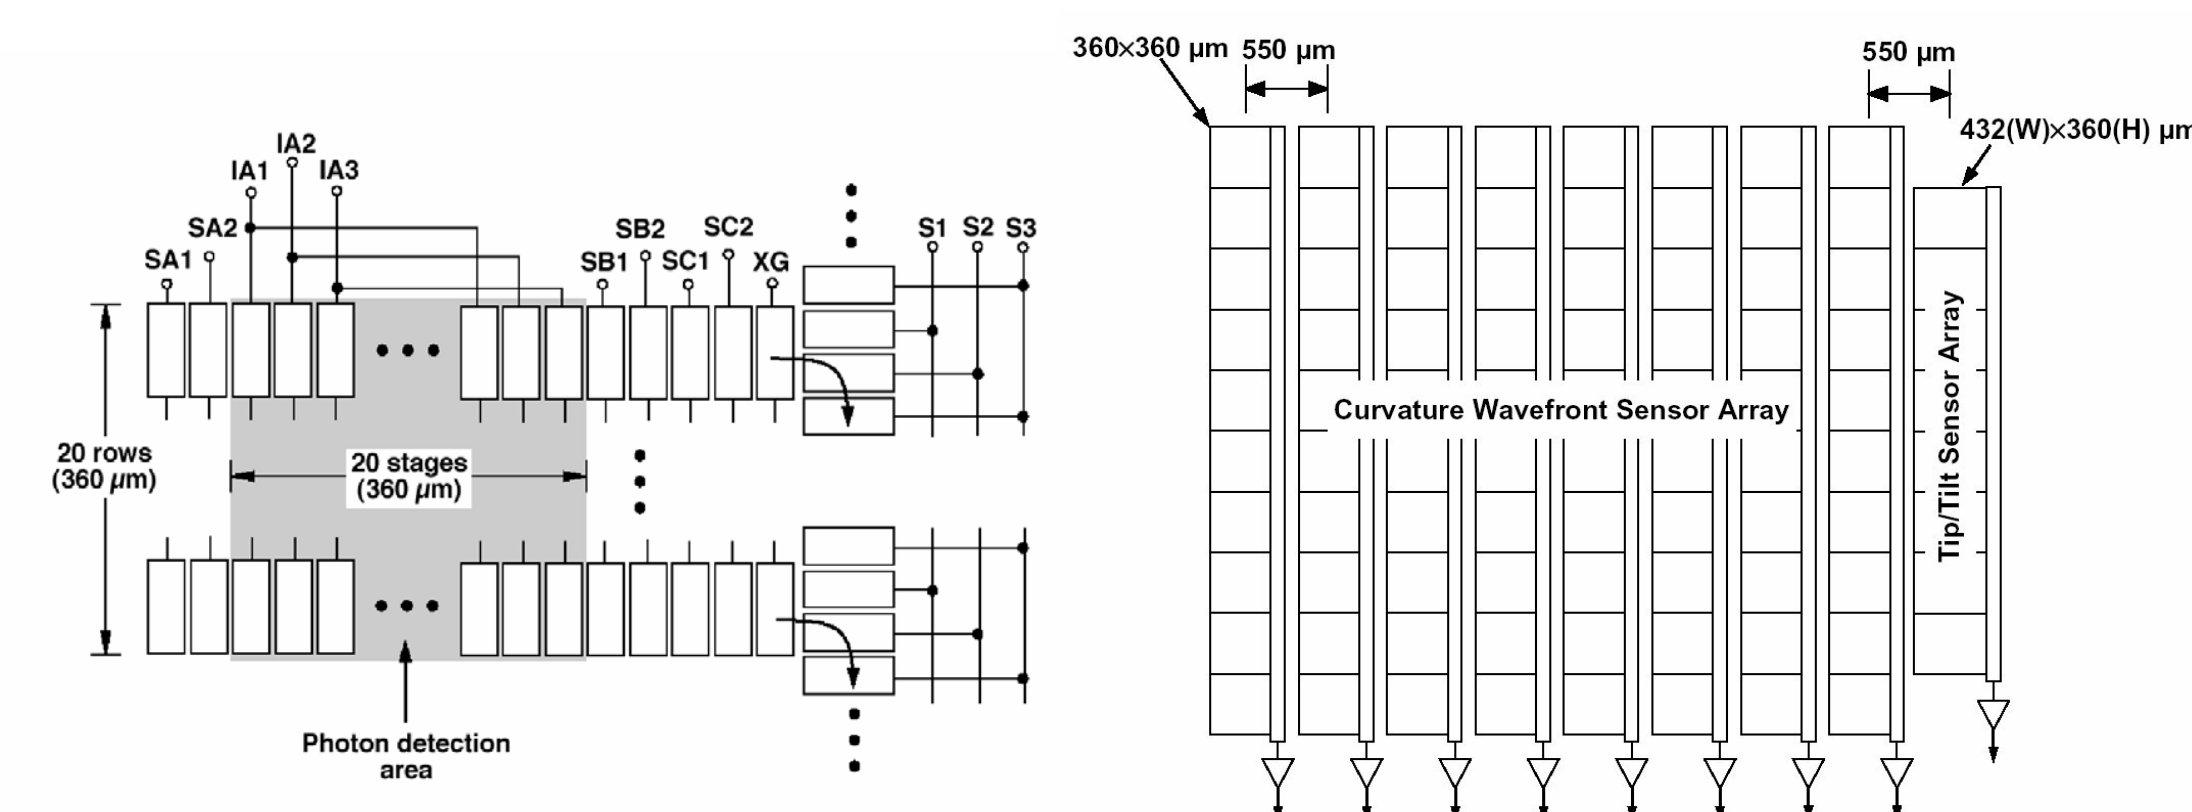 IA2
IA1
IA3
SA2
SA1
SB2
SC2
SB1
SC1
XG
S1
S2
S3
20 rows
(360 µm)
20 stages
(360 µm)
Photon detection
area
360×360 µm
550 µm
550 µm
432(W)×360(H) µm
Curvature Wavefront Sensor Array
Tip/Tilt Sensor Array